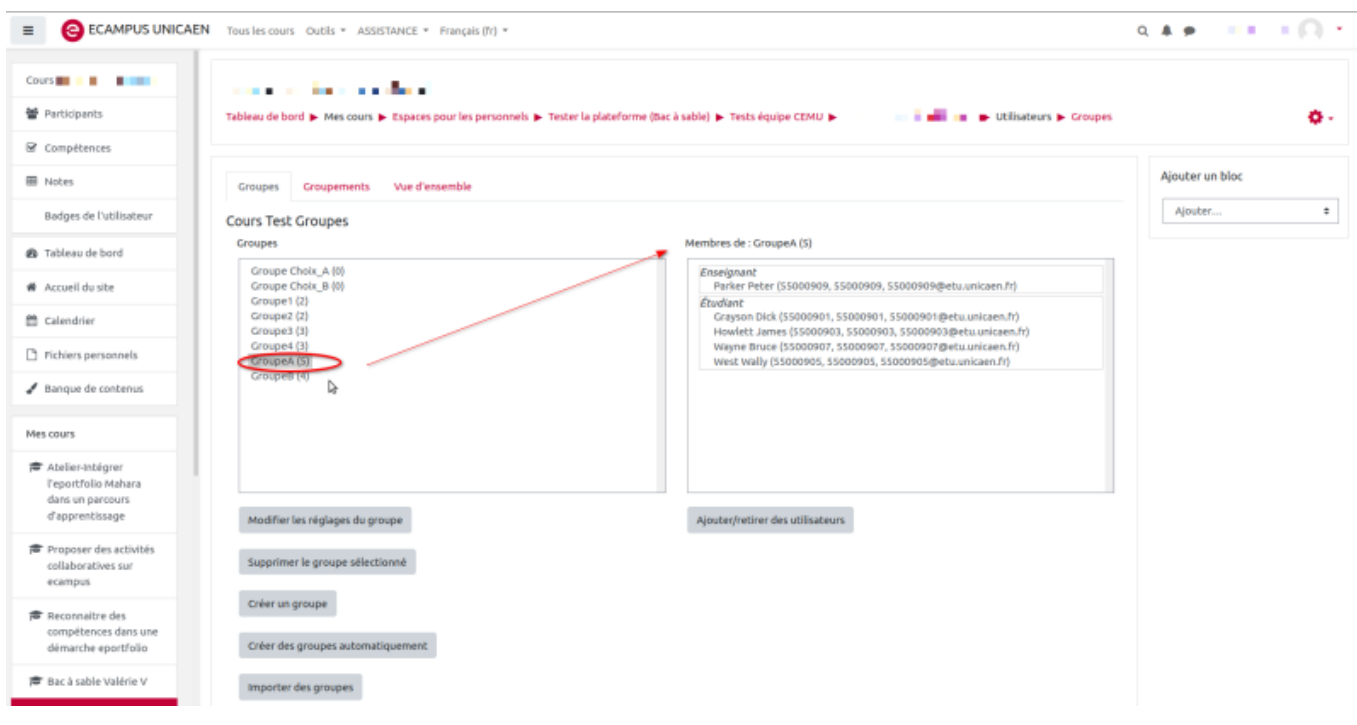 ECAMPUS UNICAEN Tous les cours Outils ASSISTANCE Français (fr)
Cours
Participants
Compétences
Notes
Badges de l'utilisateur
Tableau de bord
Accueil du site
Calendrier
Fichiers personnels
Banque de contenus
Mes cours
Atelier-Intégrer
l'eportfolio Mahara
dans un parcours
d'apprentissage
Proposer des activités
collaboratives sur
ecampus
Reconnaitre des
compétences dans une
démarche eportfolio
Bac à sable Valérie V
Tableau de bord ▶ Mes cours ▶ Espaces pour les personnels ▶ Tester la plateforme (Bac à sable) ▶ Tests équipe CEMU ▶ ▶ Utilisateurs ▶ Groupes
Groupes Groupements Vue d'ensemble
Cours Test Groupes
Groupes
Groupe Choix_A (0)
Groupe Choix_B (0)
Groupe1 (2)
Groupe2 (2)
Groupe3 (3)
Groupe4 (3)
GroupeA (5)
GroupeB (4)
Modifier les réglages du groupe
Supprimer le groupe sélectionné
Créer un groupe
Créer des groupes automatiquement
Importer des groupes
Membres de : GroupeA (5)
Enseignant
Parker Peter (55000909, 55000909, 55000909@etu.unicaen.fr)
Étudiant
Grayson Dick (55000901, 55000901, 55000901@etu.unicaen.fr)
Howlett James (55000903, 55000903, 55000903@etu.unicaen.fr)
Wayne Bruce (55000907, 55000907, 55000907@etu.unicaen.fr)
West Wally (55000905, 55000905, 55000905@etu.unicaen.fr)
Ajouter/retirer des utilisateurs
Ajouter un bloc
Ajouter...